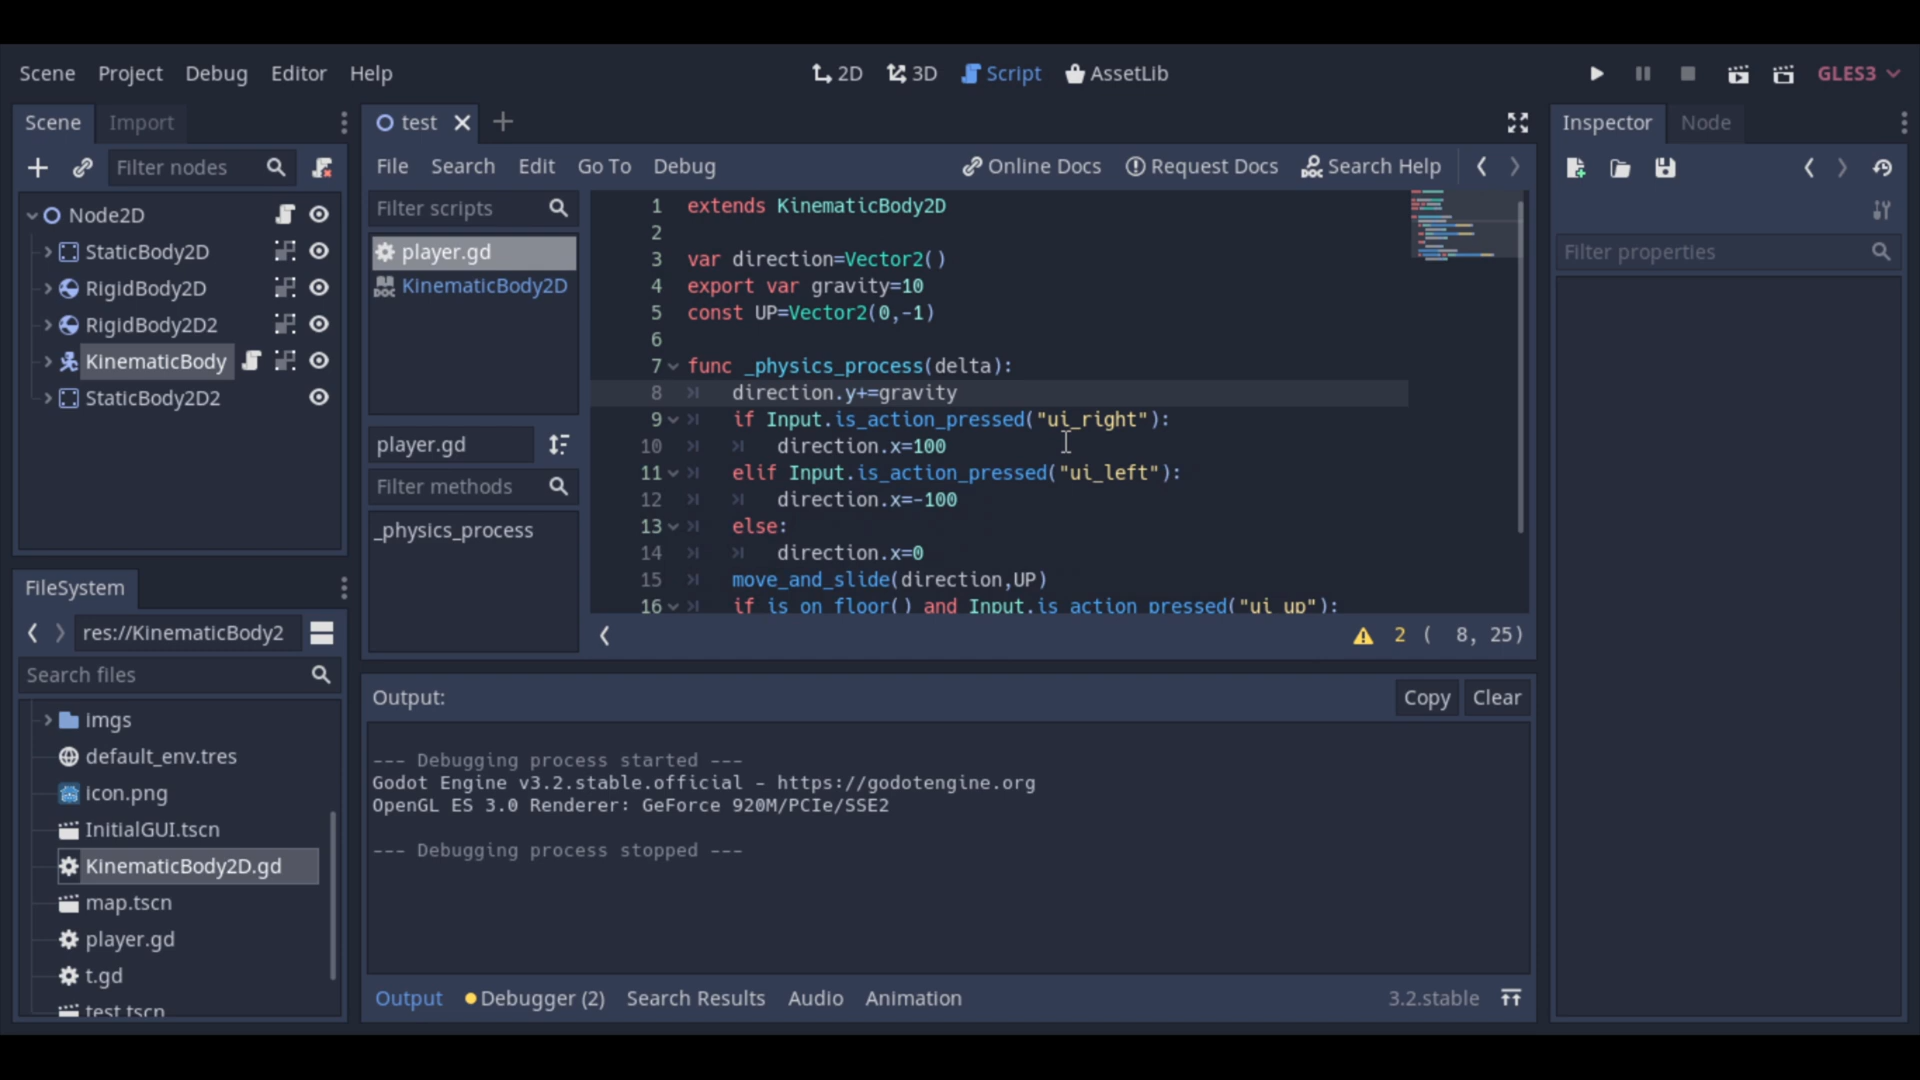 Scene Project Debug Editor Help
2D 3D Script AssetLib
GLES3
Scene Import
Filter nodes
Node2D
StaticBody2D
RigidBody2D
RigidBody2D2
KinematicBody
StaticBody2D2
FileSystem
res://KinematicBody2
Search files
imgs
default_env.tres
icon.png
InitialGUI.tscn
KinematicBody2D.gd
map.tscn
player.gd
t.gd
test.tscn
test
File Search Edit Go To Debug
Online Docs Request Docs Search Help
Filter scripts
player.gd
KinematicBody2D
player.gd
Filter methods
_physics_process
1 extends KinematicBody2D
2
3 var direction=Vector2()
4 export var gravity=10
5 const UP=Vector2(0,-1)
6
7 func _physics_process(delta):
8 direction.y+=gravity
9 if Input.is_action_pressed("ui_right"):
10 direction.x=100
11 elif Input.is_action_pressed("ui_left"):
12 direction.x=-100
13 else:
14 direction.x=0
15 move_and_slide(direction,UP)
16 if is_on_floor() and Input.is_action_pressed("ui_up"):
2 ( 8, 25)
Output:
Copy Clear
--- Debugging process started ---
Godot Engine v3.2.stable.official - https://godotengine.org
OpenGL ES 3.0 Renderer: GeForce 920M/PCIe/SSE2
--- Debugging process stopped ---
Output Debugger (2) Search Results Audio Animation
3.2.stable
Inspector Node
Filter properties